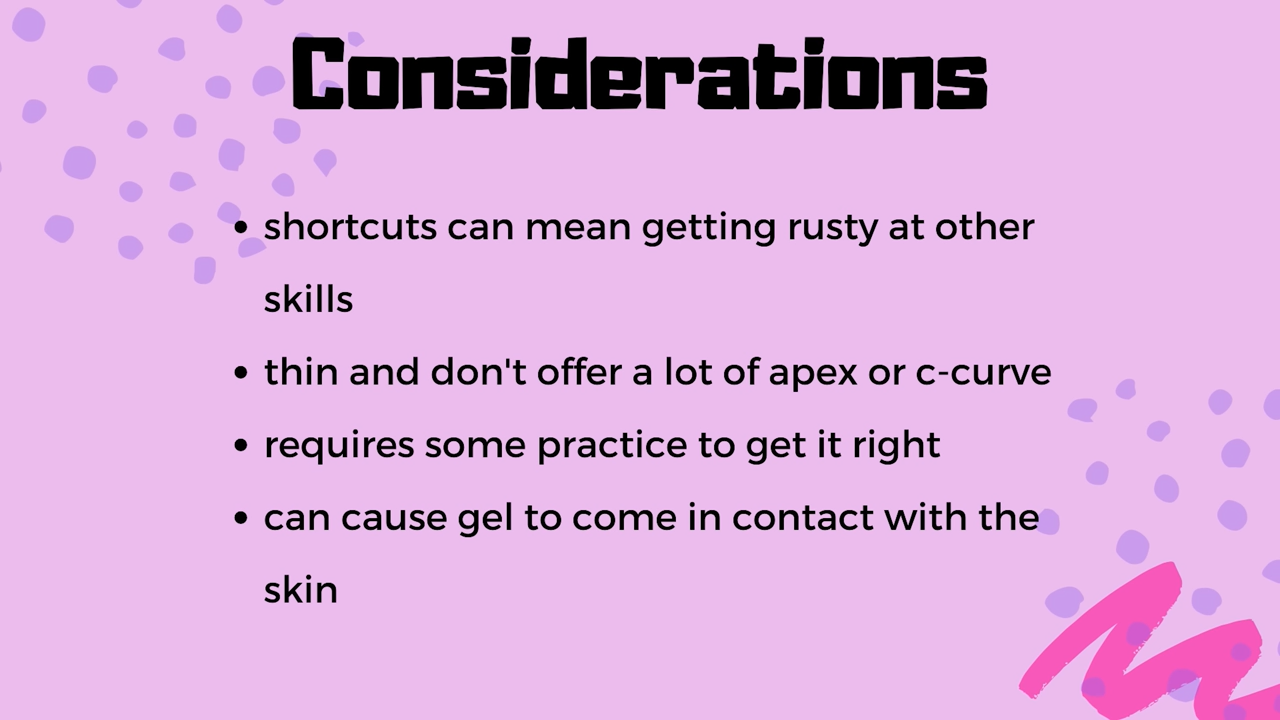 Considerations
• shortcuts can mean getting rusty at other
skills
• thin and don't offer a lot of apex or c-curve
• requires some practice to get it right
• can cause gel to come in contact with the
skin